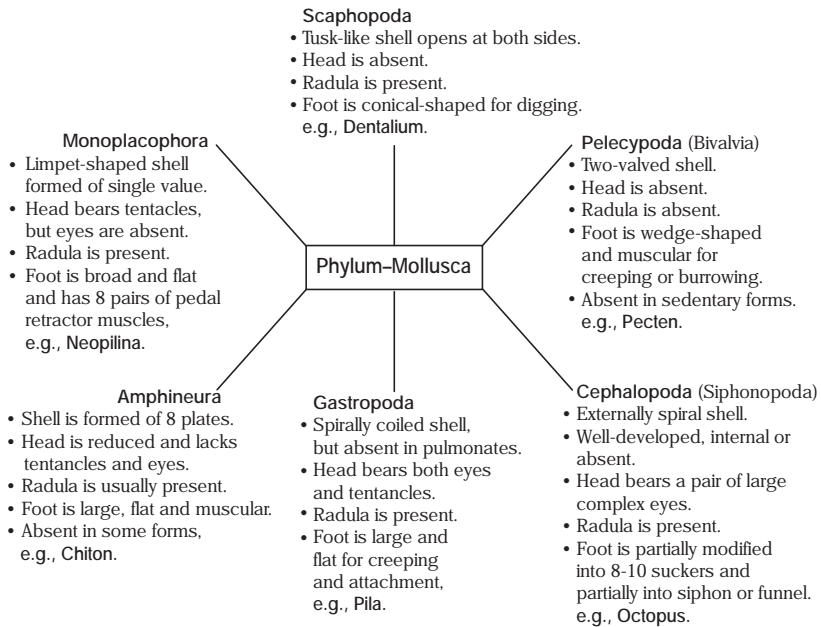 Scaphopoda
• Tusk-like shell opens at both sides.
• Head is absent.
• Radula is present.
• Foot is conical-shaped for digging.
e.g., Dentalium.
Monoplacophora
• Limpet-shaped shell
formed of single value.
• Head bears tentacles,
but eyes are absent.
• Radula is present.
• Foot is broad and flat
and has 8 pairs of pedal
retractor muscles,
e.g., Neopilina.
Pelecypoda (Bivalvia)
• Two-valved shell.
• Head is absent.
• Radula is absent.
• Foot is wedge-shaped
and muscular for
creeping or burrowing.
• Absent in sedentary forms.
e.g., Pecten.
Phylum–Mollusca
Amphineura
• Shell is formed of 8 plates.
• Head is reduced and lacks
tentancles and eyes.
• Radula is usually present.
• Foot is large, flat and muscular.
• Absent in some forms,
e.g., Chiton.
Gastropoda
• Spirally coiled shell,
but absent in pulmonates.
• Head bears both eyes
and tentancles.
• Radula is present.
• Foot is large and
flat for creeping
and attachment,
e.g., Pila.
Cephalopoda (Siphonopoda)
• Externally spiral shell.
• Well-developed, internal or
absent.
• Head bears a pair of large
complex eyes.
• Radula is present.
• Foot is partially modified
into 8-10 suckers and
partially into siphon or funnel.
e.g., Octopus.